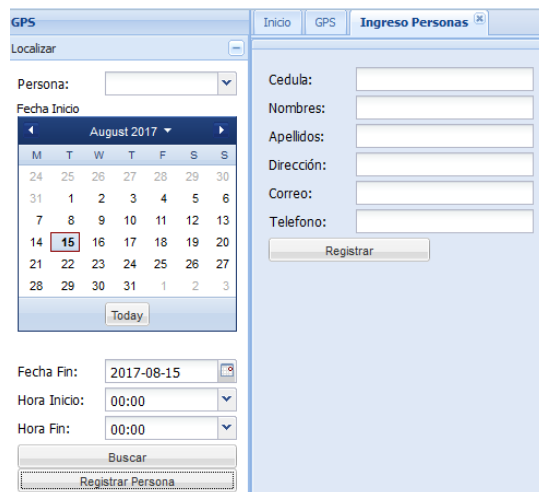 GPS
Localizar
Persona:
Fecha Inicio
August 2017
M T W T F S S
24 25 26 27 28 29 30
31 1 2 3 4 5 6
7 8 9 10 11 12 13
14 15 16 17 18 19 20
21 22 23 24 25 26 27
28 29 30 31 1 2 3
Today
Fecha Fin: 2017-08-15
Hora Inicio: 00:00
Hora Fin: 00:00
Buscar
Registrar Persona
Inicio GPS Ingreso Personas
Cedula:
Nombres:
Apellidos:
Dirección:
Correo:
Telefono:
Registrar